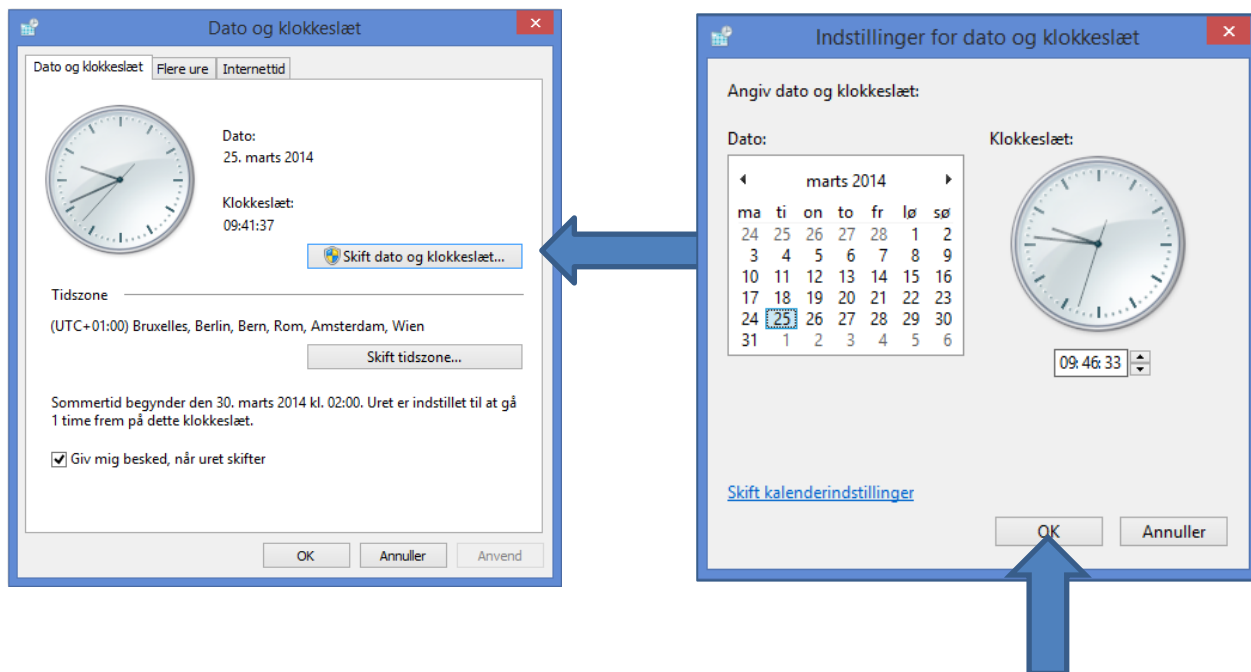 Dato og klokkeslæt
Dato og klokkeslæt Flere ure Internettid
Dato:
25. marts 2014
Klokkeslæt:
09:41:37
Skift dato og klokkeslæt...
Tidszone
(UTC+01:00) Bruxelles, Berlin, Bern, Rom, Amsterdam, Wien
Skift tidszone...
Sommertid begynder den 30. marts 2014 kl. 02:00. Uret er indstillet til at gå
1 time frem på dette klokkeslæt.
Giv mig besked, når uret skifter
OK Annuller Anvend
Indstillinger for dato og klokkeslæt
Angiv dato og klokkeslæt:
Dato:
marts 2014
ma ti on to fr lø sø
24 25 26 27 28 1 2
3 4 5 6 7 8 9
10 11 12 13 14 15 16
17 18 19 20 21 22 23
24 25 26 27 28 29 30
31 1 2 3 4 5 6
Klokkeslæt:
09:46:33
Skift kalenderindstillinger
OK Annuller